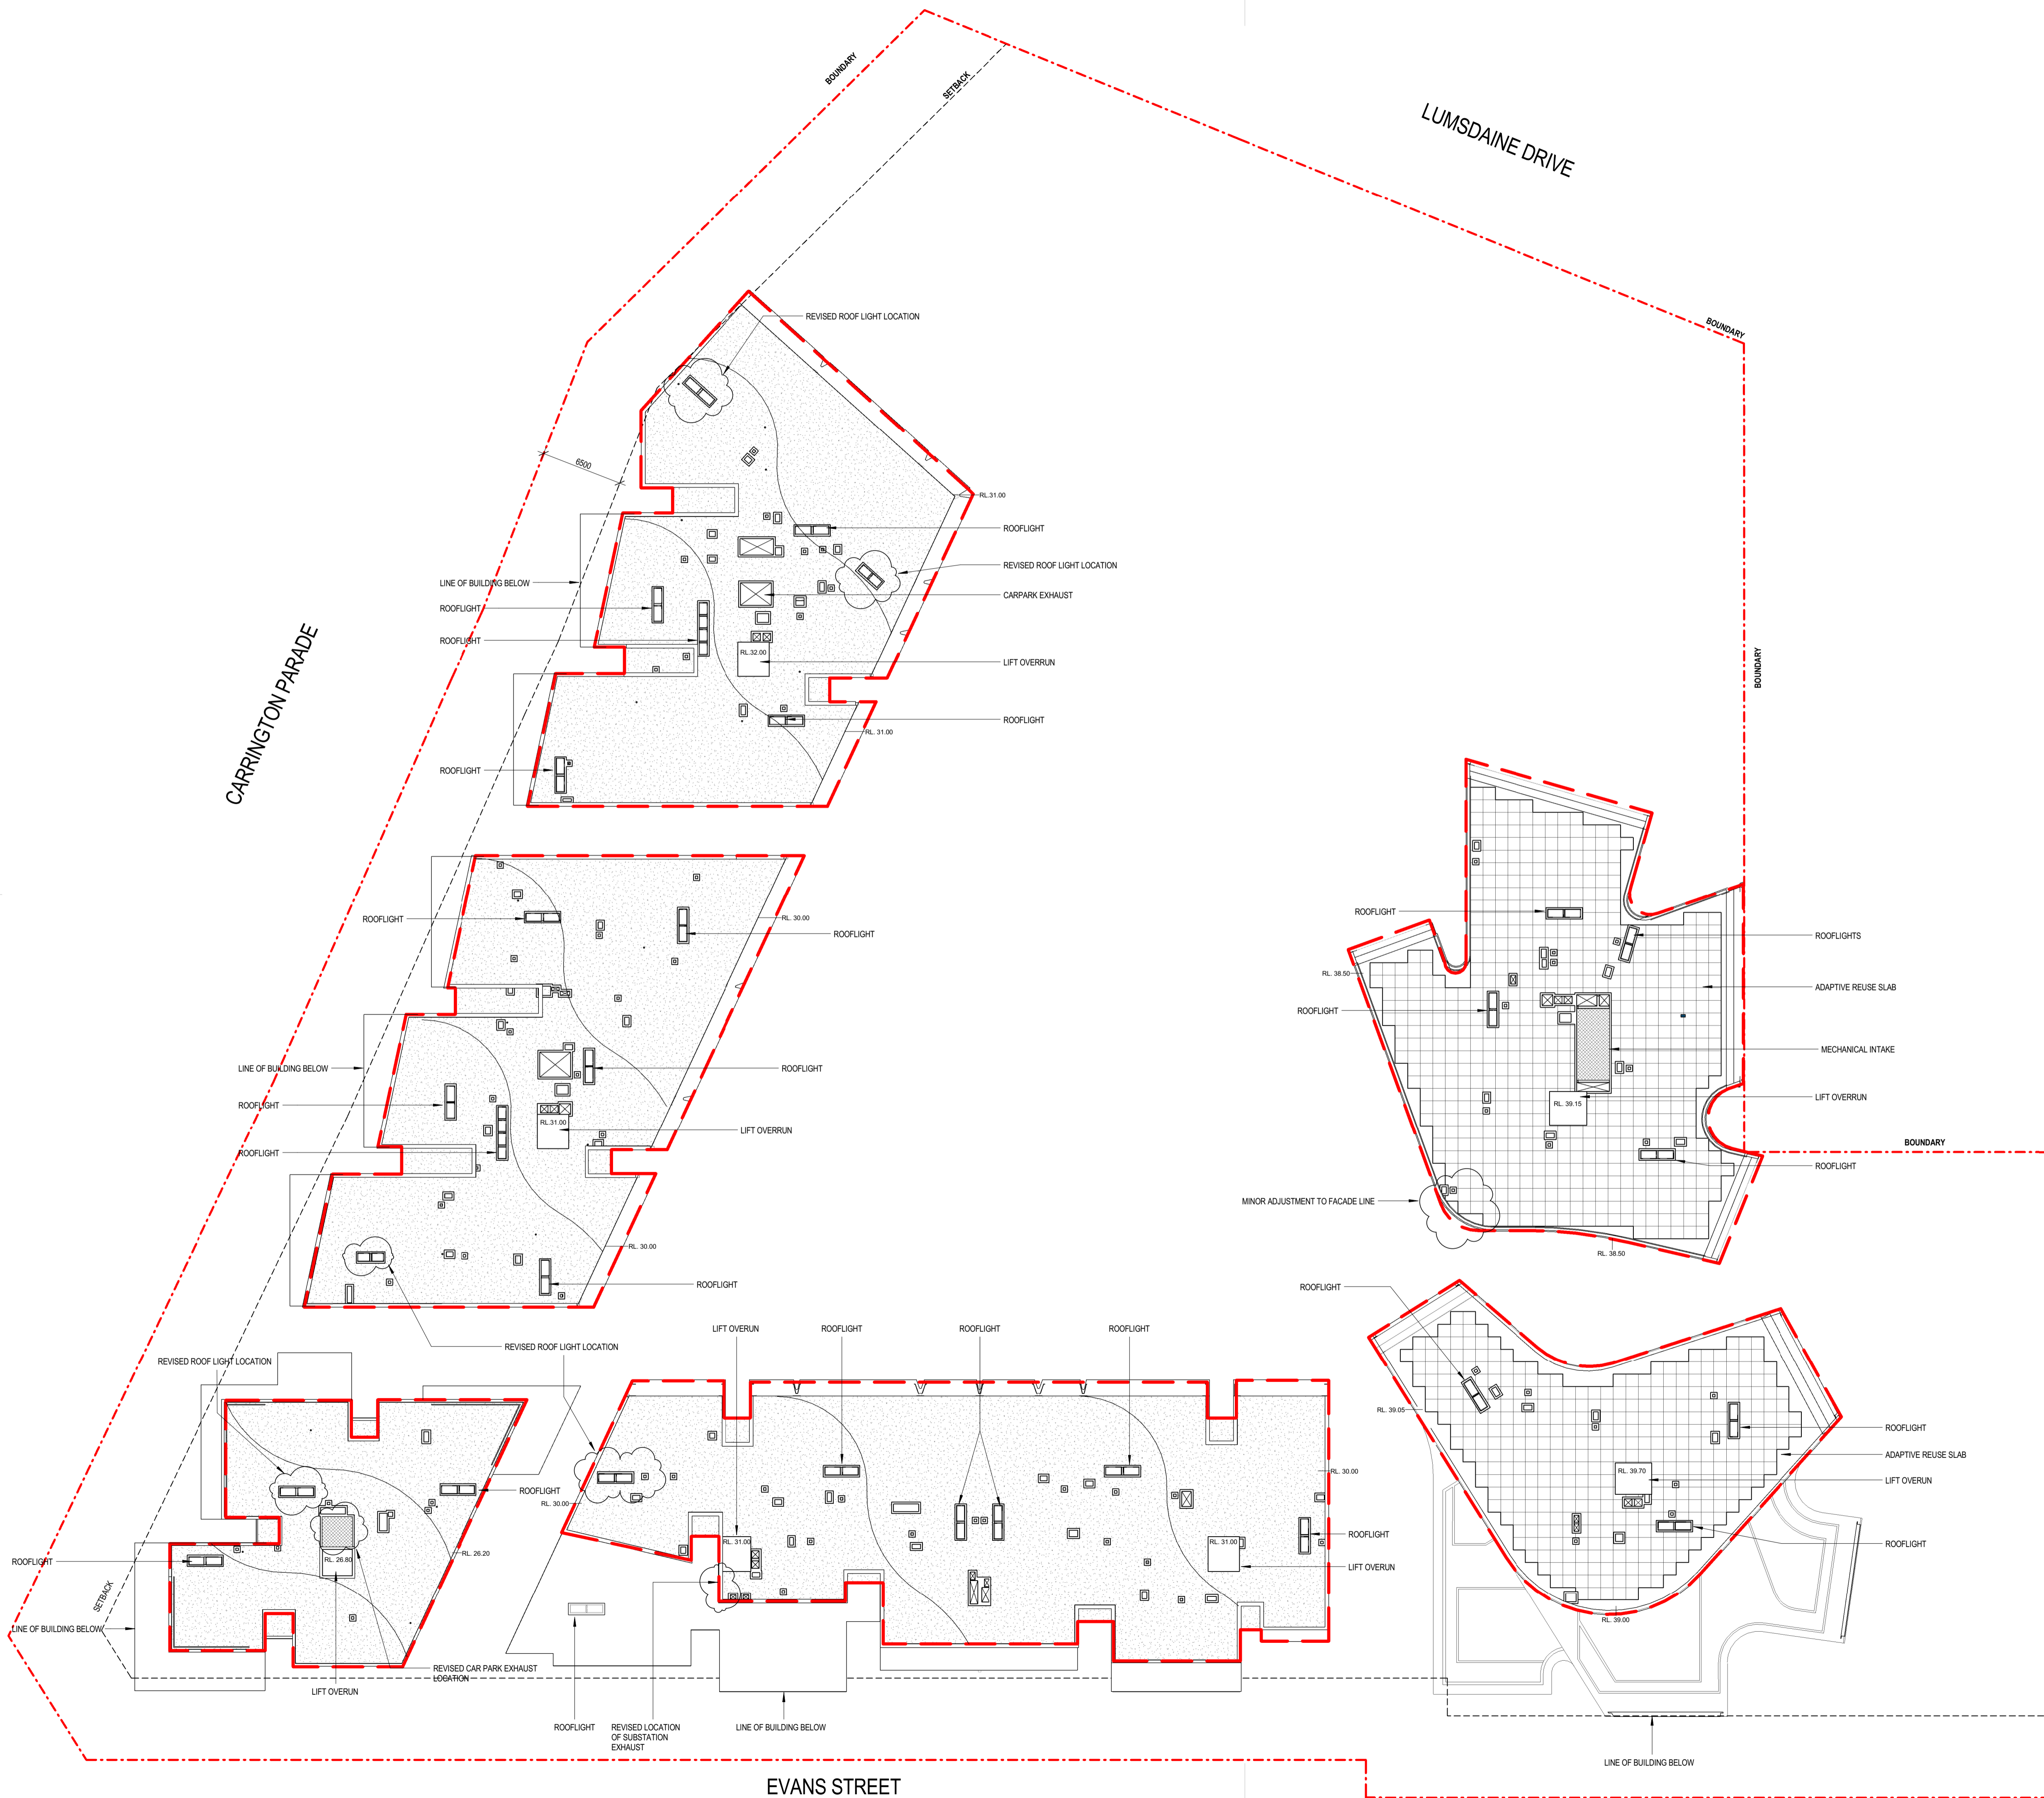 BOUNDARY
SETBACK
LUMSDAINE DRIVE
REVISED ROOF LIGHT LOCATION
BOUNDARY
6500
RL.31.00
ROOFLIGHT
REVISED ROOF LIGHT LOCATION
LINE OF BUILDING BELOW
CARPARK EXHAUST
ROOFLIGHT
ROOFLIGHT
RL.32.00
LIFT OVERRUN
BOUNDARY
CARRINGTON PARADE
ROOFLIGHT
RL. 31.00
ROOFLIGHT
ROOFLIGHT
RL. 30.00
ROOFLIGHT
ROOFLIGHT
ROOFLIGHTS
RL. 38.50
ADAPTIVE REUSE SLAB
ROOFLIGHT
MECHANICAL INTAKE
LINE OF BUILDING BELOW
ROOFLIGHT
ROOFLIGHT
RL. 39.15
LIFT OVERRUN
RL.31.00
LIFT OVERRUN
BOUNDARY
ROOFLIGHT
ROOFLIGHT
MINOR ADJUSTMENT TO FACADE LINE
RL. 30.00
RL. 38.50
ROOFLIGHT
ROOFLIGHT
LIFT OVERUN
ROOFLIGHT
ROOFLIGHT
ROOFLIGHT
REVISED ROOF LIGHT LOCATION
REVISED ROOF LIGHT LOCATION
RL. 39.05
ROOFLIGHT
ADAPTIVE REUSE SLAB
RL. 30.00
RL. 39.70
LIFT OVERUN
ROOFLIGHT
RL. 30.00
ROOFLIGHT
RL. 31.00
RL. 31.00
ROOFLIGHT
RL. 26.20
RL. 26.80
ROOFLIGHT
LIFT OVERUN
SETBACK
RL. 39.00
LINE OF BUILDING BELOW
REVISED CAR PARK EXHAUST
LOCATION
LIFT OVERUN
ROOFLIGHT
REVISED LOCATION
OF SUBSTATION
EXHAUST
LINE OF BUILDING BELOW
LINE OF BUILDING BELOW
EVANS STREET